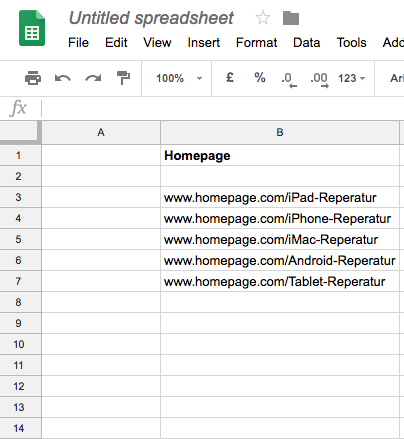 Untitled spreadsheet
File Edit View Insert Format Data Tools Add
100% £ % .0 .00 123 Ari
fx
A B
1 Homepage
2
3 www.homepage.com/iPad-Reperatur
4 www.homepage.com/iPhone-Reperatur
5 www.homepage.com/iMac-Reperatur
6 www.homepage.com/Android-Reperatur
7 www.homepage.com/Tablet-Reperatur
8
9
10
11
12
13
14